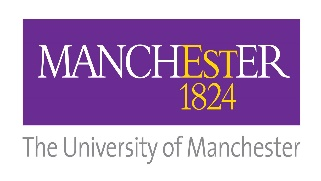 MANCHESTER
1824
The University of Manchester